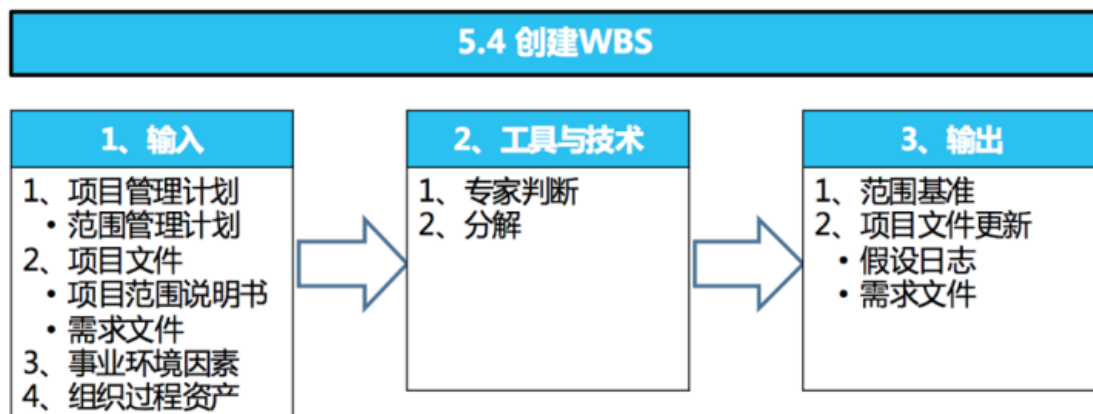 5.4 创建WBS
1、输入
1、项目管理计划
• 范围管理计划
2、项目文件
• 项目范围说明书
• 需求文件
3、事业环境因素
4、组织过程资产
2、工具与技术
1、专家判断
2、分解
3、输出
1、范围基准
2、项目文件更新
• 假设日志
• 需求文件